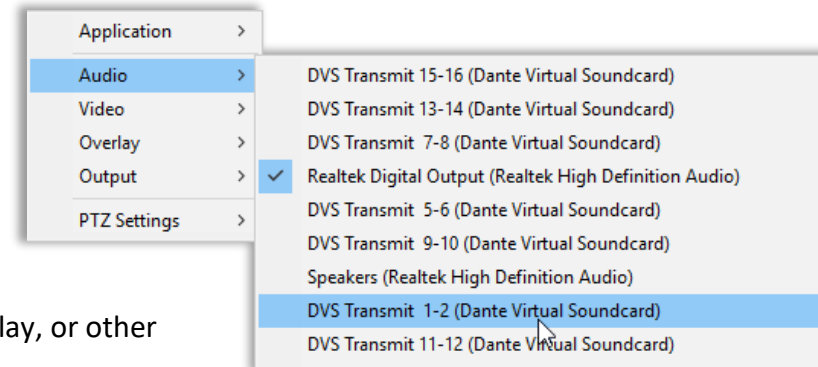 Application
Audio
Video
Overlay
Output
PTZ Settings
DVS Transmit 15-16 (Dante Virtual Soundcard)
DVS Transmit 13-14 (Dante Virtual Soundcard)
DVS Transmit  7-8 (Dante Virtual Soundcard)
Realtek Digital Output (Realtek High Definition Audio)
DVS Transmit  5-6 (Dante Virtual Soundcard)
DVS Transmit  9-10 (Dante Virtual Soundcard)
Speakers (Realtek High Definition Audio)
DVS Transmit  1-2 (Dante Virtual Soundcard)
DVS Transmit 11-12 (Dante Virtual Soundcard)
lay, or other